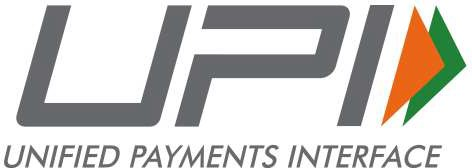 UPI
UNIFIED PAYMENTS INTERFACE